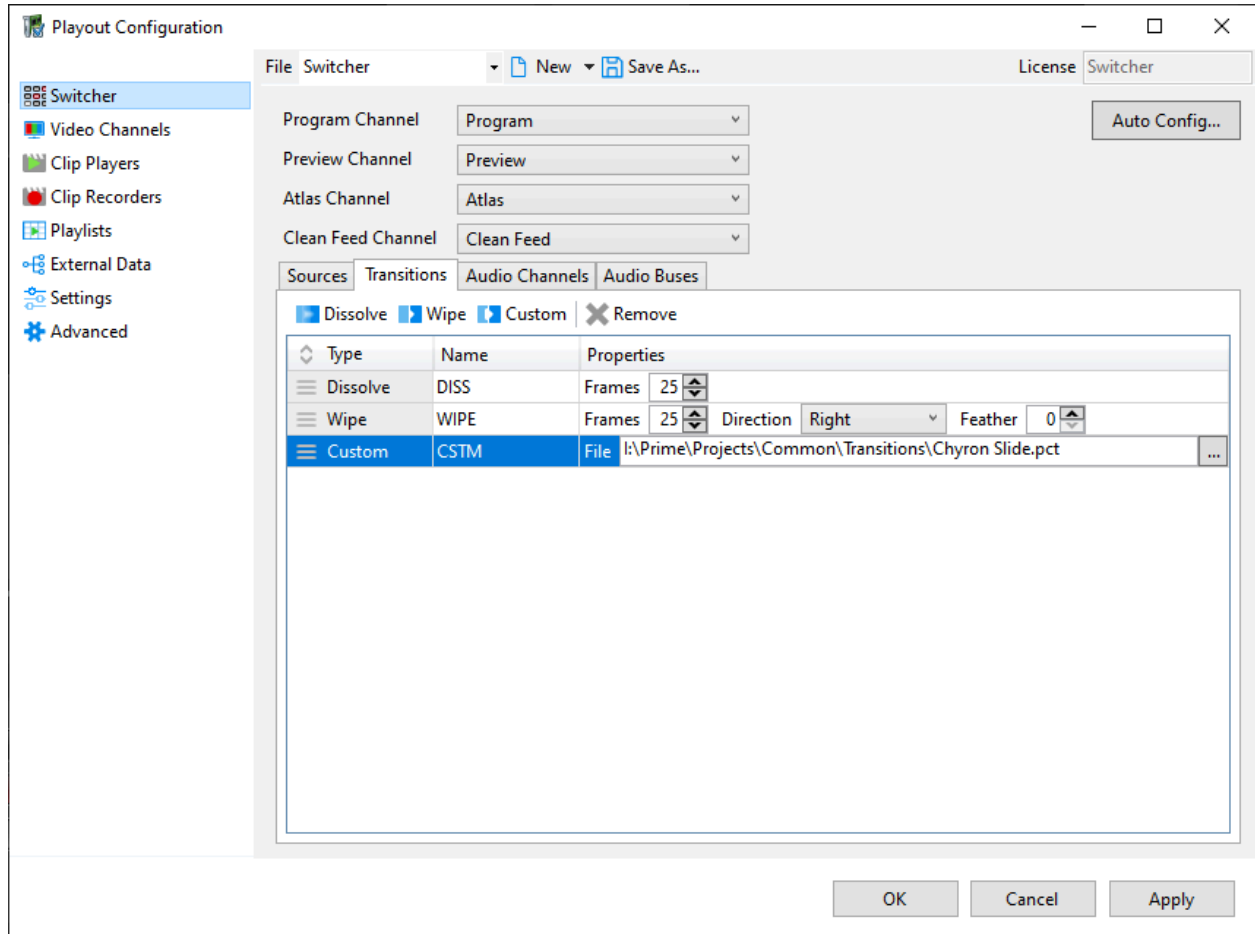 Playout Configuration
File Switcher New Save As... License Switcher
Switcher
Video Channels
Clip Players
Clip Recorders
Playlists
External Data
Settings
Advanced
Program Channel Program Auto Config...
Preview Channel Preview
Atlas Channel Atlas
Clean Feed Channel Clean Feed
Sources Transitions Audio Channels Audio Buses
Dissolve Wipe Custom Remove
Type Name Properties
Dissolve DISS Frames 25
Wipe WIPE Frames 25 Direction Right Feather 0
Custom CSTM File I:\Prime\Projects\Common\Transitions\Chyron Slide.pct ...
OK Cancel Apply